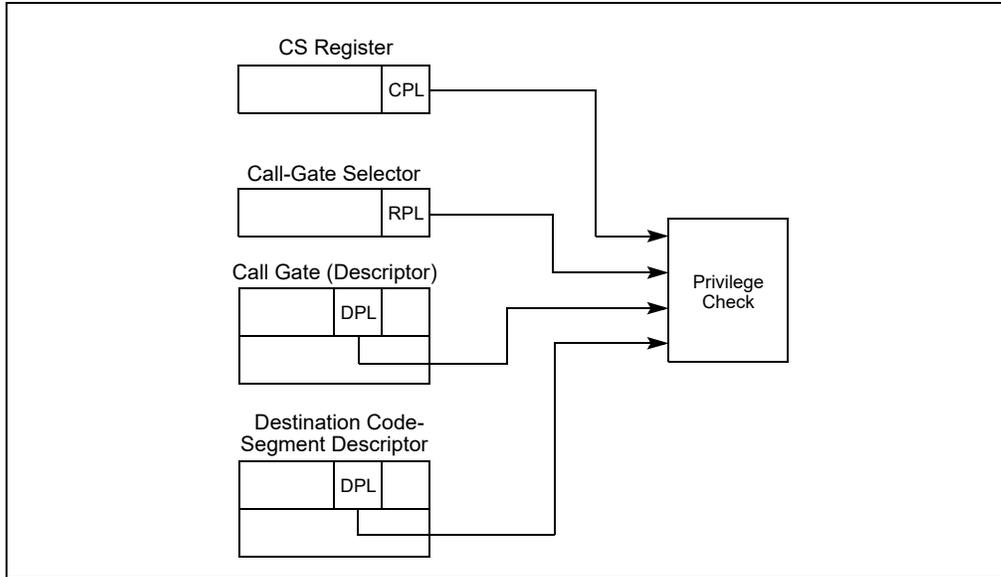 CS Register
CPL
Call-Gate Selector
RPL
Call Gate (Descriptor)
DPL
Privilege
Check
Destination Code-
Segment Descriptor
DPL